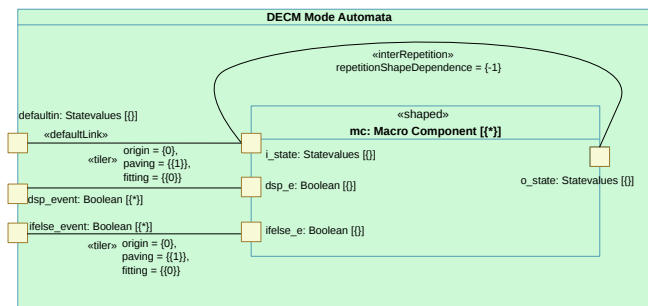 DECM Mode Automata
«interRepetition»
repetitionShapeDependence = {-1}
defaultin: Statevalues [{}]
«shaped»
mc: Macro Component [{*}]
«defaultLink»
«tiler» origin = {0},
paving = {{1}},
fitting = {{0}}
i_state: Statevalues [{}]
o_state: Statevalues [{}]
dsp_event: Boolean [{*}]
dsp_e: Boolean [{}]
ifelse_event: Boolean [{*}]
ifelse_e: Boolean [{}]
«tiler» origin = {0},
paving = {{1}},
fitting = {{0}}